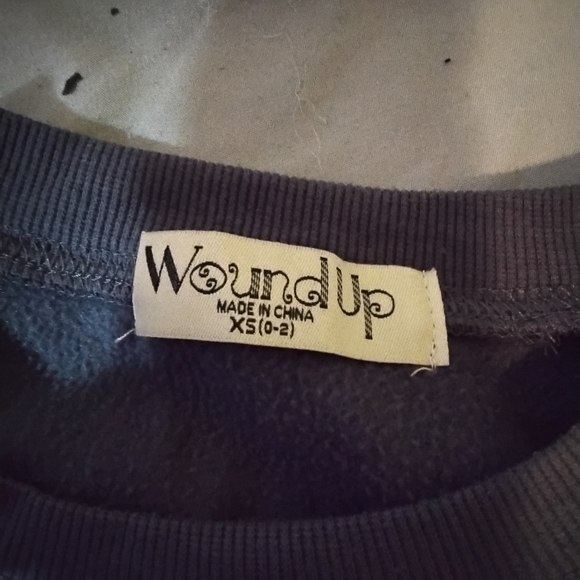 Wound Up
MADE IN CHINA
XS (0-2)